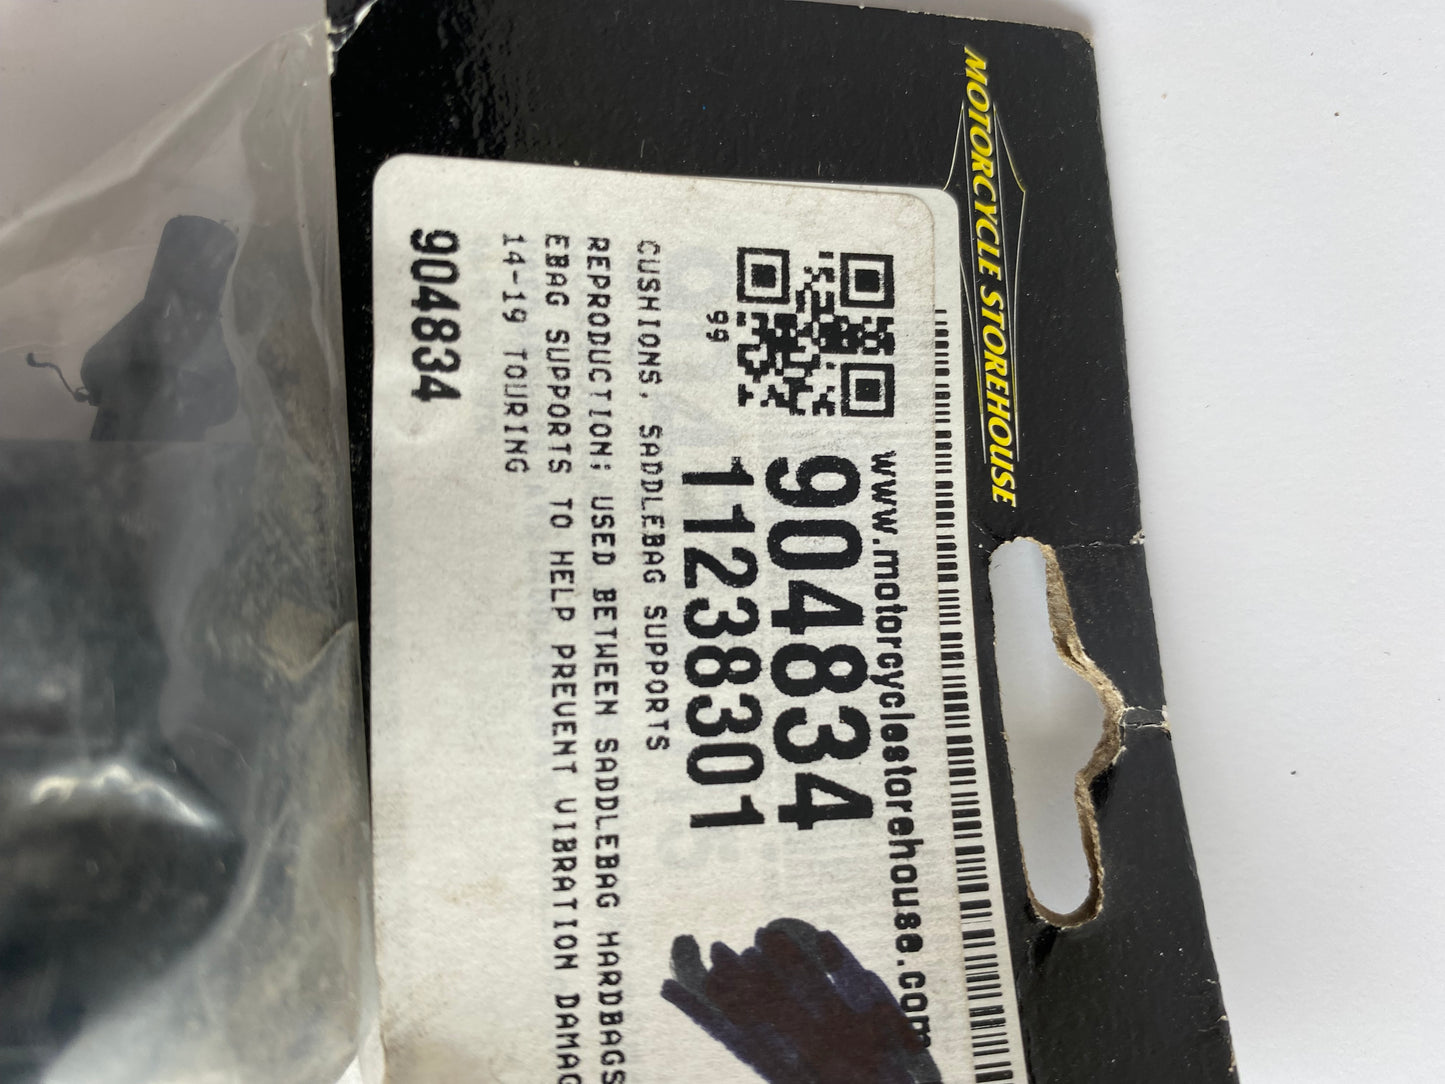 MOTORCYCLE STOREHOUSE
www.motorcyclestorehouse.com
904834
11238301
99
CUSHIONS, SADDLEBAG SUPPORTS
REPRODUCTION; USED BETWEEN SADDLEBAG HARDBAGS
EBAG SUPPORTS TO HELP PREVENT VIBRATION DAMAG
14-19 TOURING
904834